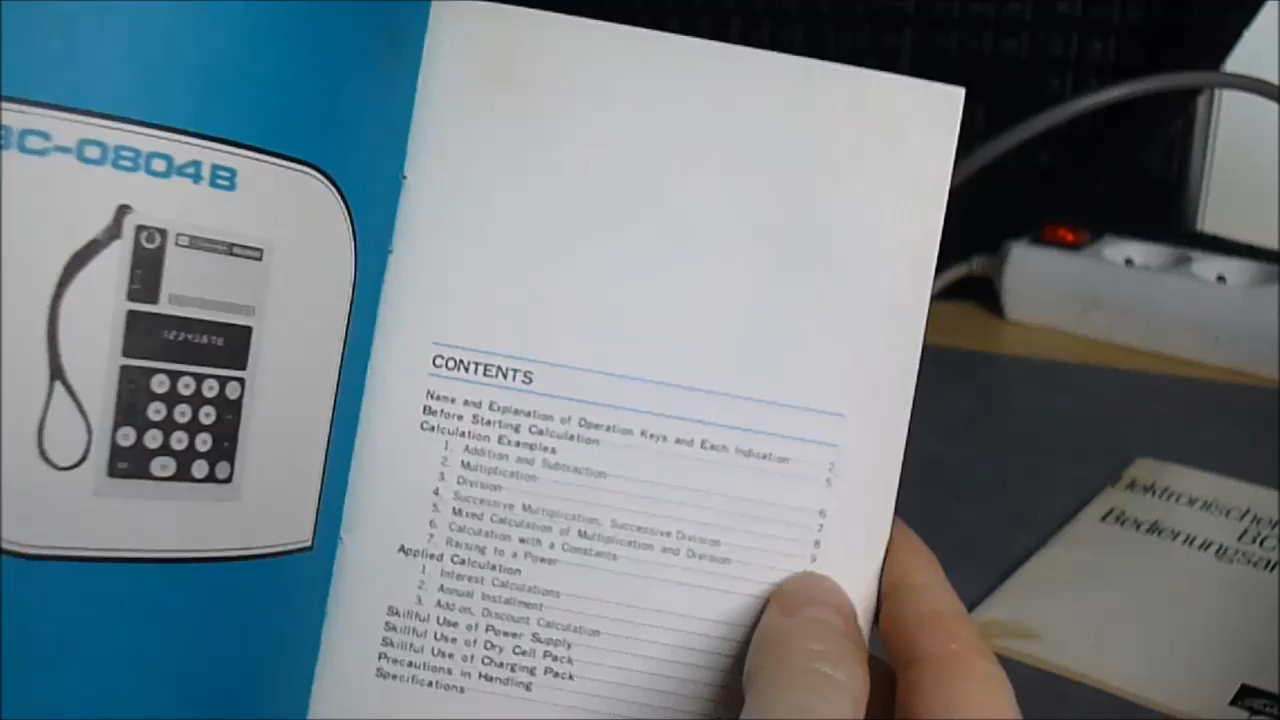 BC-0804B
12345678
CONTENTS
Name and Explanation of Operation Keys and Each Indication 2
Before Starting Calculation 5
Calculation Examples
1. Addition and Subtraction 6
2. Multiplication 7
3. Division 8
4. Successive Multiplication, Successive Division 9
5. Mixed Calculation of Multiplication and Division
6. Calculation with a Constants
7. Raising to a Power
Applied Calculation
1. Interest Calculations
2. Annual Installment
3. Add-on, Discount Calculation
Skillful Use of Power Supply
Skillful Use of Dry Cell Pack
Skillful Use of Charging Pack
Precautions in Handling
Specifications
Elektronischer
BC
Bedienungsan